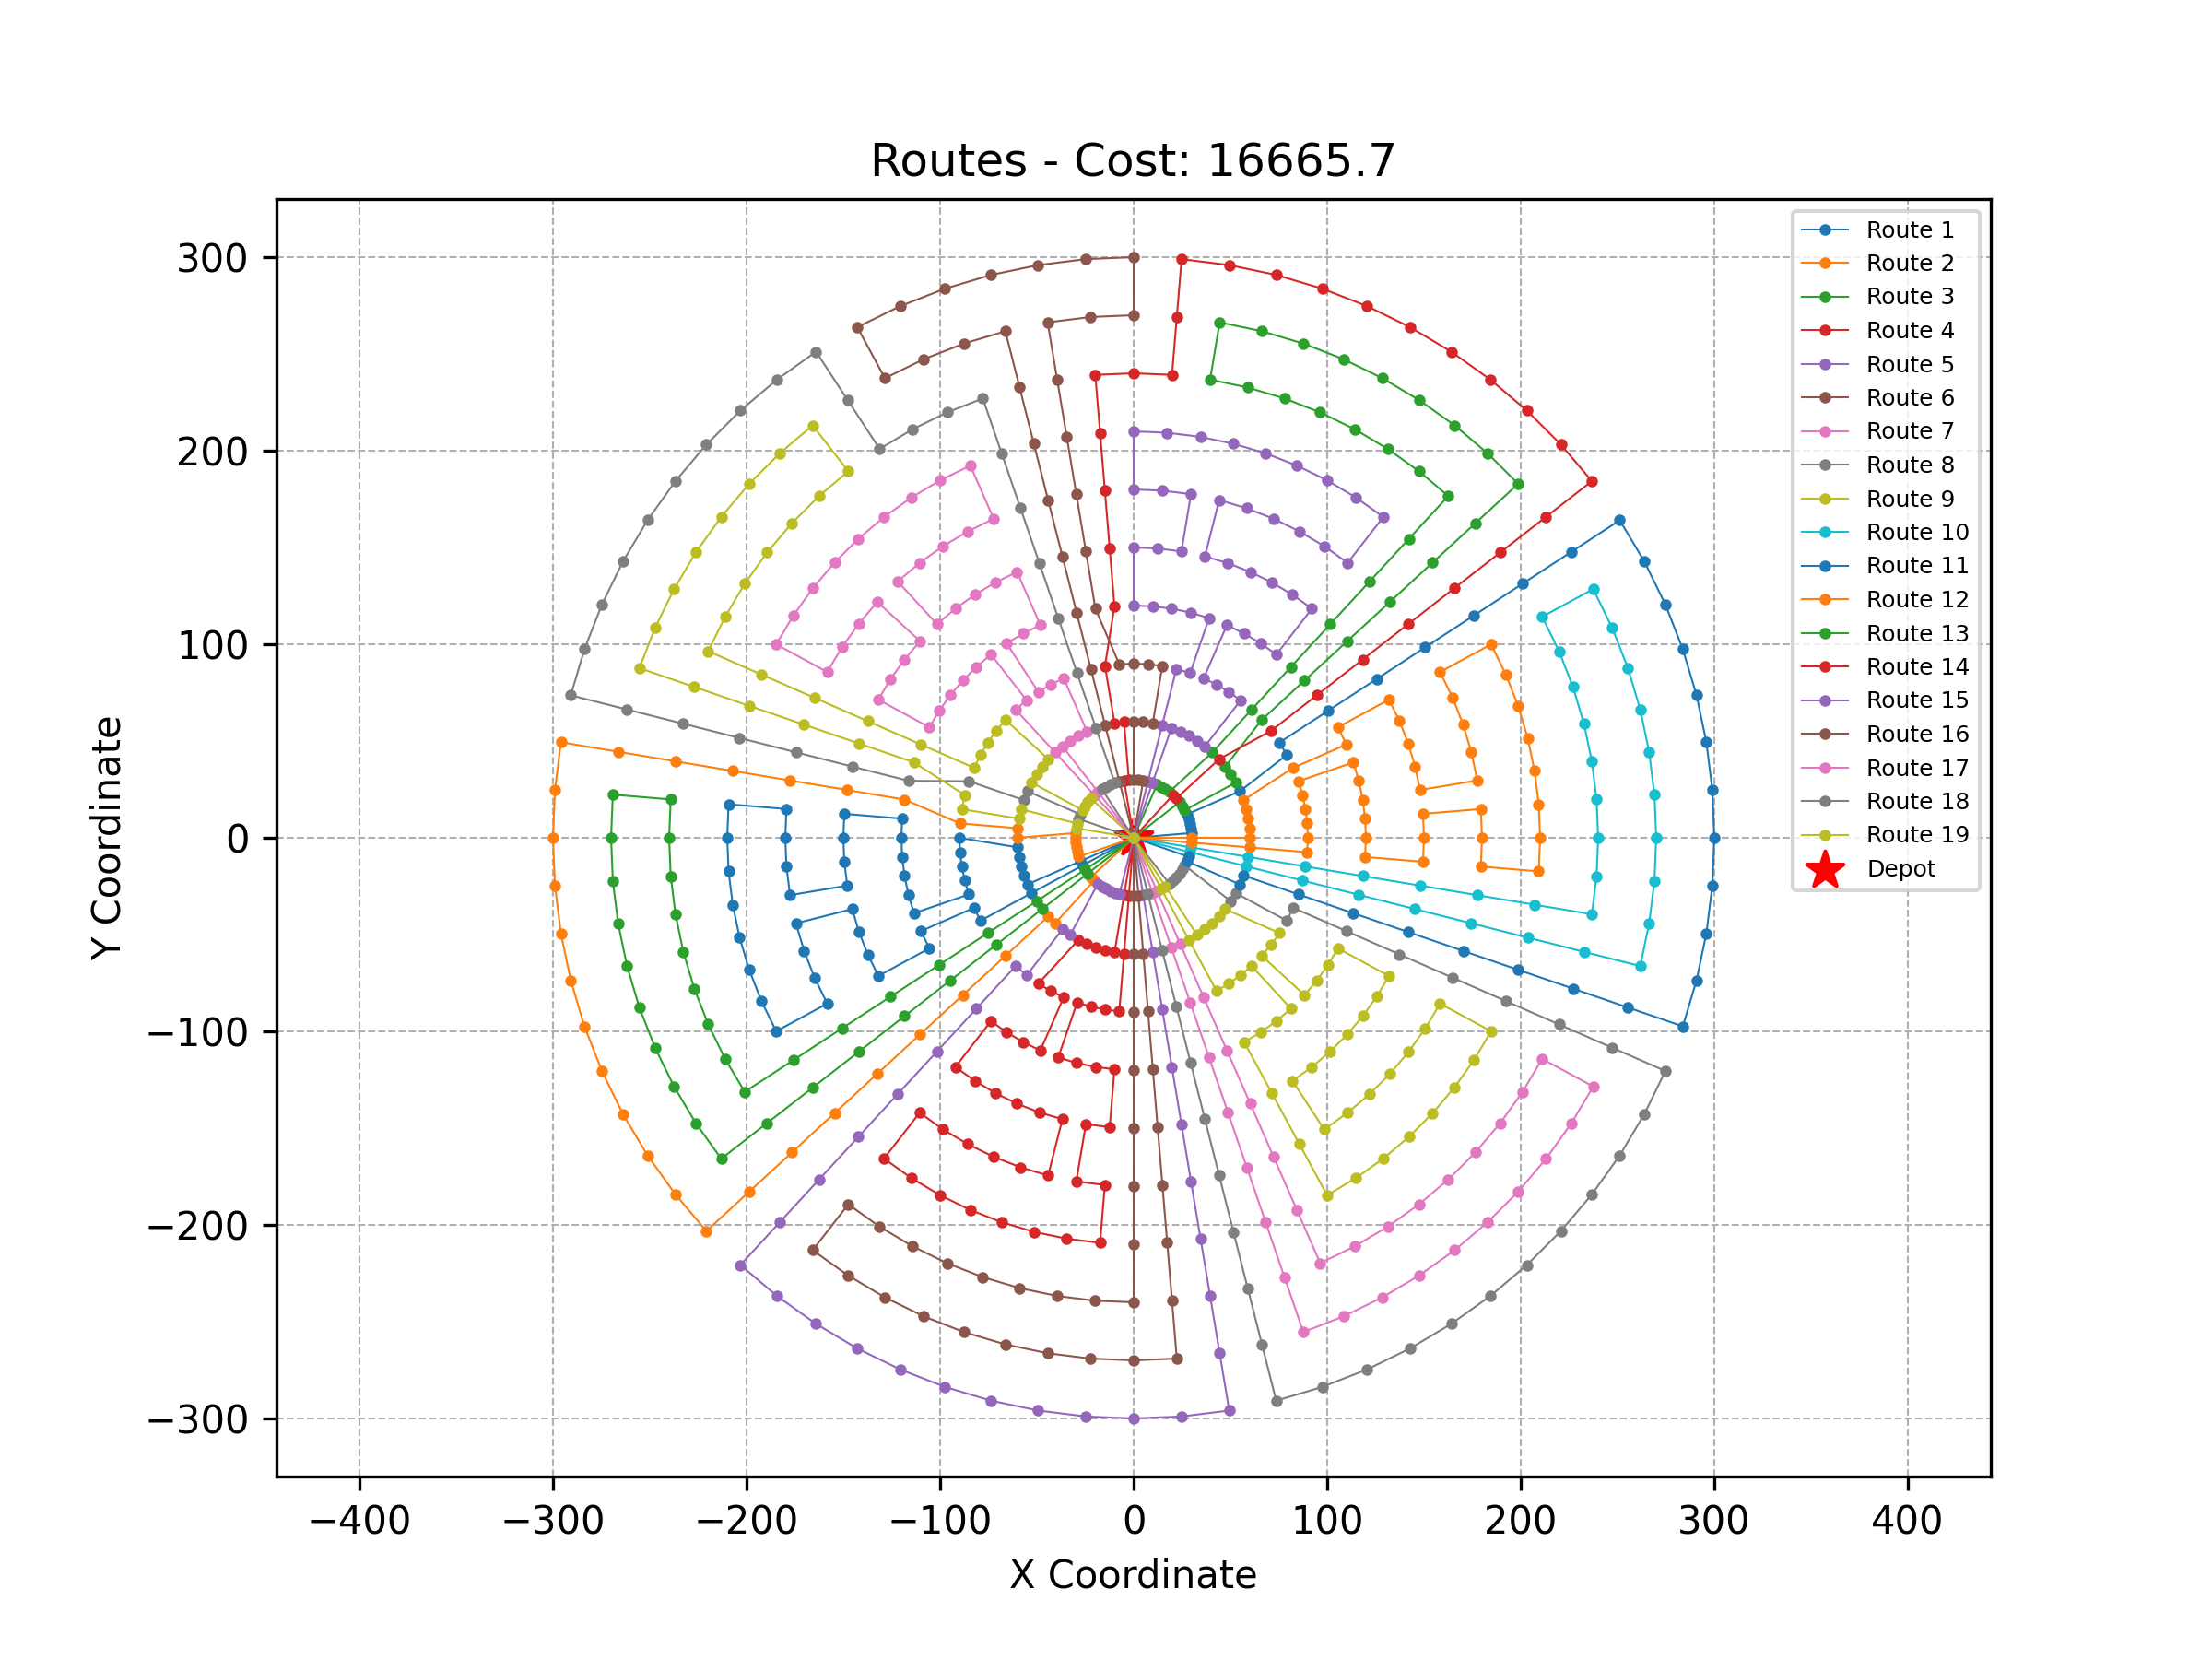 Routes - Cost: 16665.7
Y Coordinate
300
200
100
0
−100
−200
−300
−400
−300
−200
−100
0
100
200
300
400
X Coordinate
Route 1
Route 2
Route 3
Route 4
Route 5
Route 6
Route 7
Route 8
Route 9
Route 10
Route 11
Route 12
Route 13
Route 14
Route 15
Route 16
Route 17
Route 18
Route 19
Depot